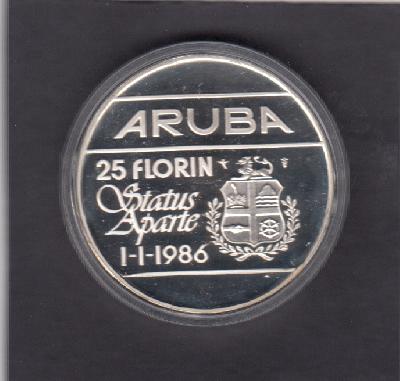 ARUBA
25 FLORIN
Status
Aparte
1-1-1986